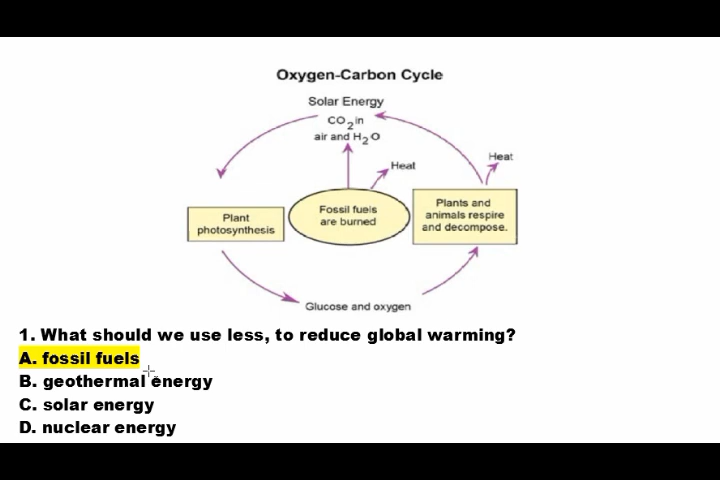 Oxygen-Carbon Cycle
Solar Energy
CO2 in
air and H2O
Heat
Heat
Plant
photosynthesis
Fossil fuels
are burned
Plants and
animals respire
and decompose.
Glucose and oxygen
1. What should we use less, to reduce global warming?
A. fossil fuels
B. geothermal energy
C. solar energy
D. nuclear energy